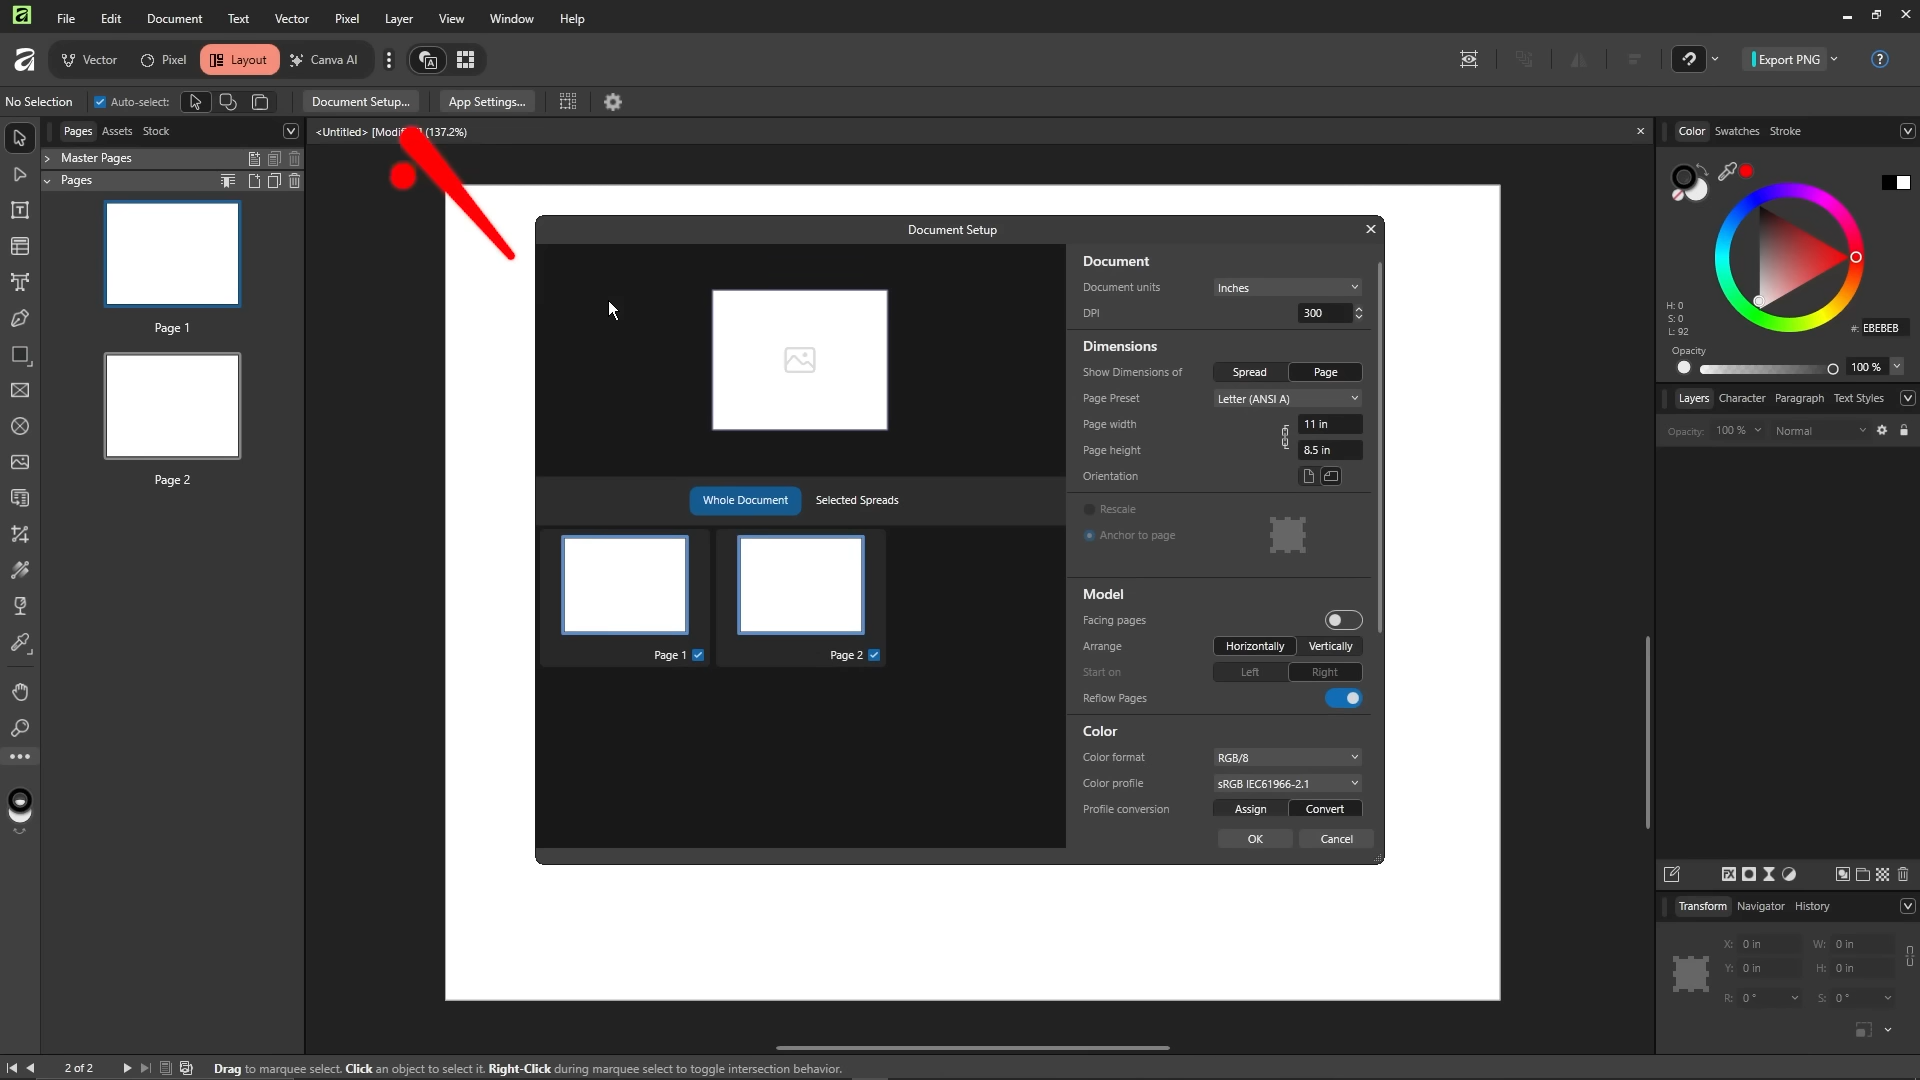 File Edit Document Text Vector Pixel Layer View Window Help
Vector Pixel Layout Canva AI Export PNG ?
No Selection Auto-select: Document Setup... App Settings...
Pages Assets Stock
<Untitled> [Modif (137.2%)
Color Swatches Stroke
Master Pages
Pages
Page 1
Page 2
Document Setup
Whole Document Selected Spreads
Page 1 Page 2
Document
Document units Inches
DPI 300
Dimensions
Show Dimensions of Spread Page
Page Preset Letter (ANSI A)
Page width 11 in
Page height 8.5 in
Orientation
Rescale
Anchor to page
Model
Facing pages
Arrange Horizontally Vertically
Start on Left Right
Reflow Pages
Color
Color format RGB/8
Color profile sRGB IEC61966-2.1
Profile conversion Assign Convert
OK Cancel
H: 0
S: 0
L: 92
#: EBEBEB
Opacity
100 %
Layers Character Paragraph Text Styles
Opacity: 100 % Normal
Transform Navigator History
X: 0 in W: 0 in
Y: 0 in H: 0 in
R: 0 ° S: 0 °
2 of 2 Drag to marquee select. Click an object to select it. Right-Click during marquee select to toggle intersection behavior.